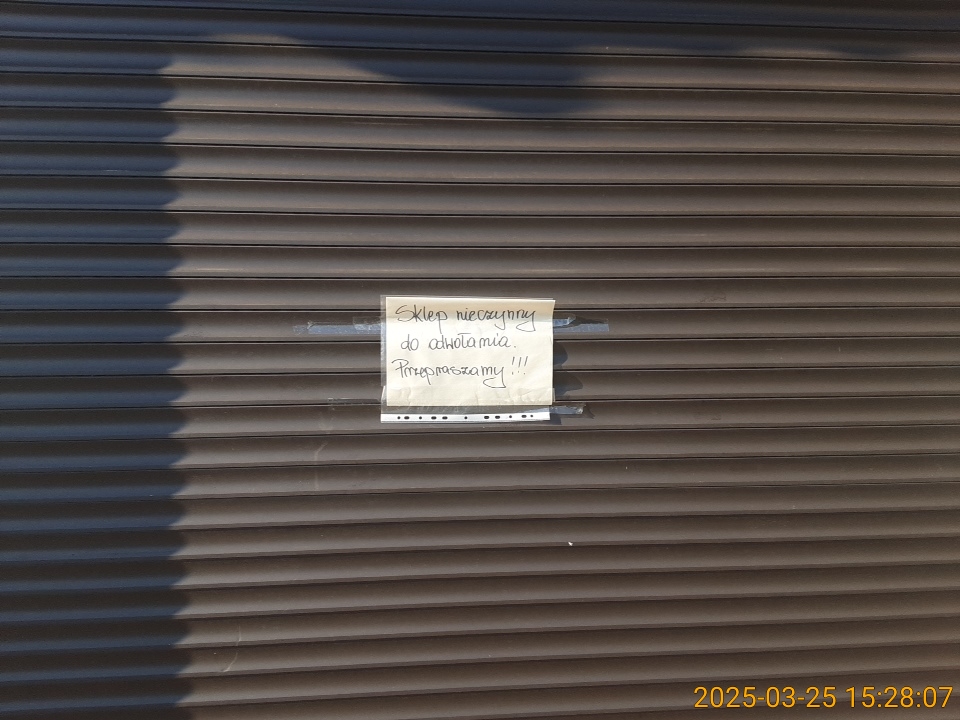 Sklep nieczynny
do odwołania.
Przepraszamy!!!
2025-03-25 15:28:07